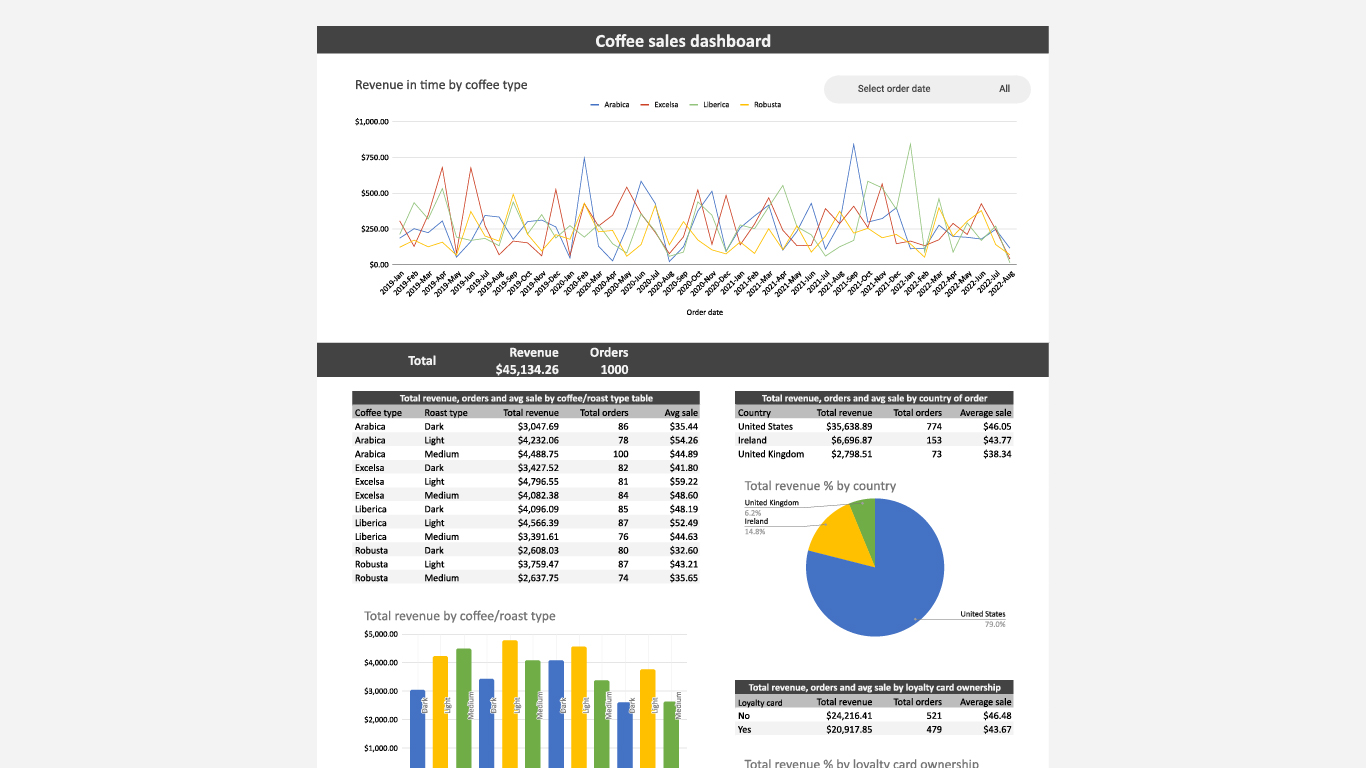 Coffee sales dashboard
Revenue in time by coffee type
Select order date All
Arabica Excelsa Liberica Robusta
$1,000.00
$750.00
$500.00
$250.00
$0.00
2019-Jan 2019-Feb 2019-Mar 2019-Apr 2019-May 2019-Jun 2019-Jul 2019-Aug 2019-Sep 2019-Oct 2019-Nov 2019-Dec 2020-Jan 2020-Feb 2020-Mar 2020-Apr 2020-May 2020-Jun 2020-Jul 2020-Aug 2020-Sep 2020-Oct 2020-Nov 2020-Dec 2021-Jan 2021-Feb 2021-Mar 2021-Apr 2021-May 2021-Jun 2021-Jul 2021-Aug 2021-Sep 2021-Oct 2021-Nov 2021-Dec 2022-Jan 2022-Feb 2022-Mar 2022-Apr 2022-May 2022-Jun 2022-Jul 2022-Aug
Order date
Revenue Orders
Total
$45,134.26 1000
Total revenue, orders and avg sale by coffee/roast type table
Coffee type Roast type Total revenue Total orders Avg sale
Arabica Dark $3,047.69 86 $35.44
Arabica Light $4,232.06 78 $54.26
Arabica Medium $4,488.75 100 $44.89
Excelsa Dark $3,427.52 82 $41.80
Excelsa Light $4,796.55 81 $59.22
Excelsa Medium $4,082.38 84 $48.60
Liberica Dark $4,096.09 85 $48.19
Liberica Light $4,566.39 87 $52.49
Liberica Medium $3,391.61 76 $44.63
Robusta Dark $2,608.03 80 $32.60
Robusta Light $3,759.47 87 $43.21
Robusta Medium $2,637.75 74 $35.65
Total revenue by coffee/roast type
$5,000.00
$4,000.00
$3,000.00
$2,000.00
$1,000.00
Dark Light Medium Dark Light Medium Dark Light Medium Dark Light Medium
Total revenue, orders and avg sale by country of order
Country Total revenue Total orders Average sale
United States $35,638.89 774 $46.05
Ireland $6,696.87 153 $43.77
United Kingdom $2,798.51 73 $38.34
Total revenue % by country
United Kingdom
6.2%
Ireland
14.8%
United States
79.0%
Total revenue, orders and avg sale by loyalty card ownership
Loyalty card Total revenue Total orders Average sale
No $24,216.41 521 $46.48
Yes $20,917.85 479 $43.67
Total revenue % by loyalty card ownership